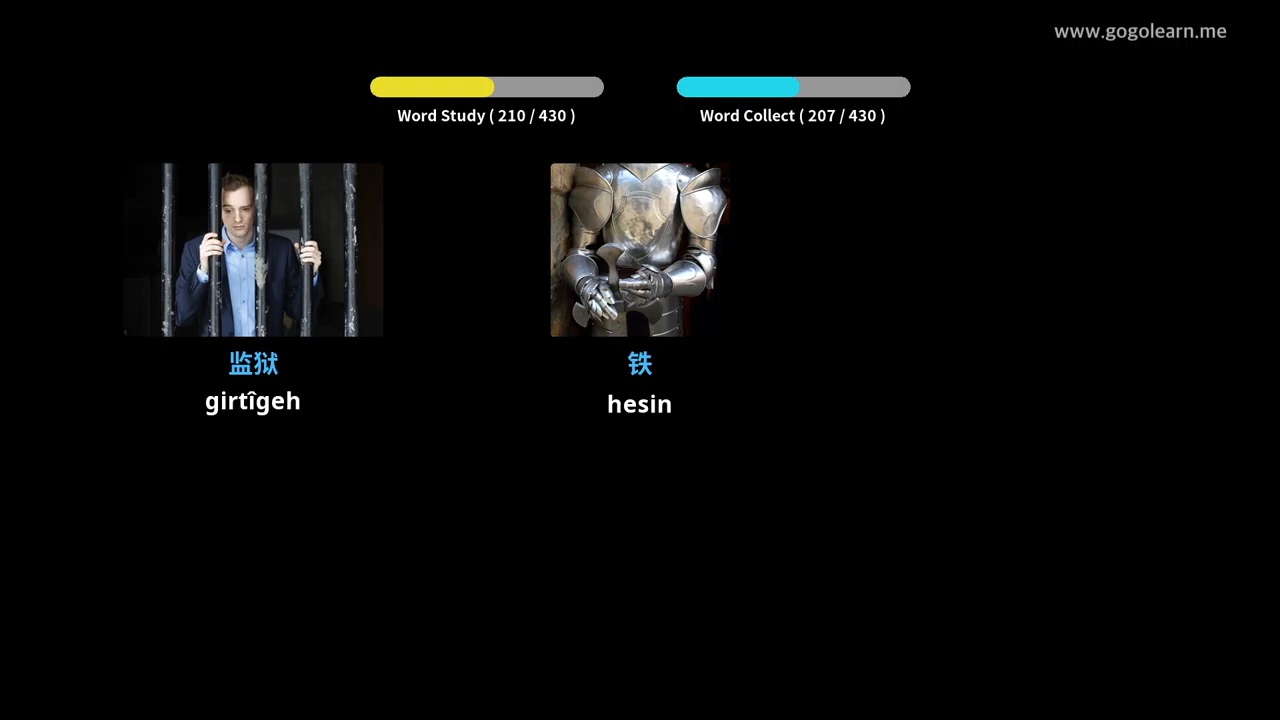 www.gogolearn.me
Word Study ( 210 / 430 )
Word Collect ( 207 / 430 )
监狱
girtîgeh
铁
hesin